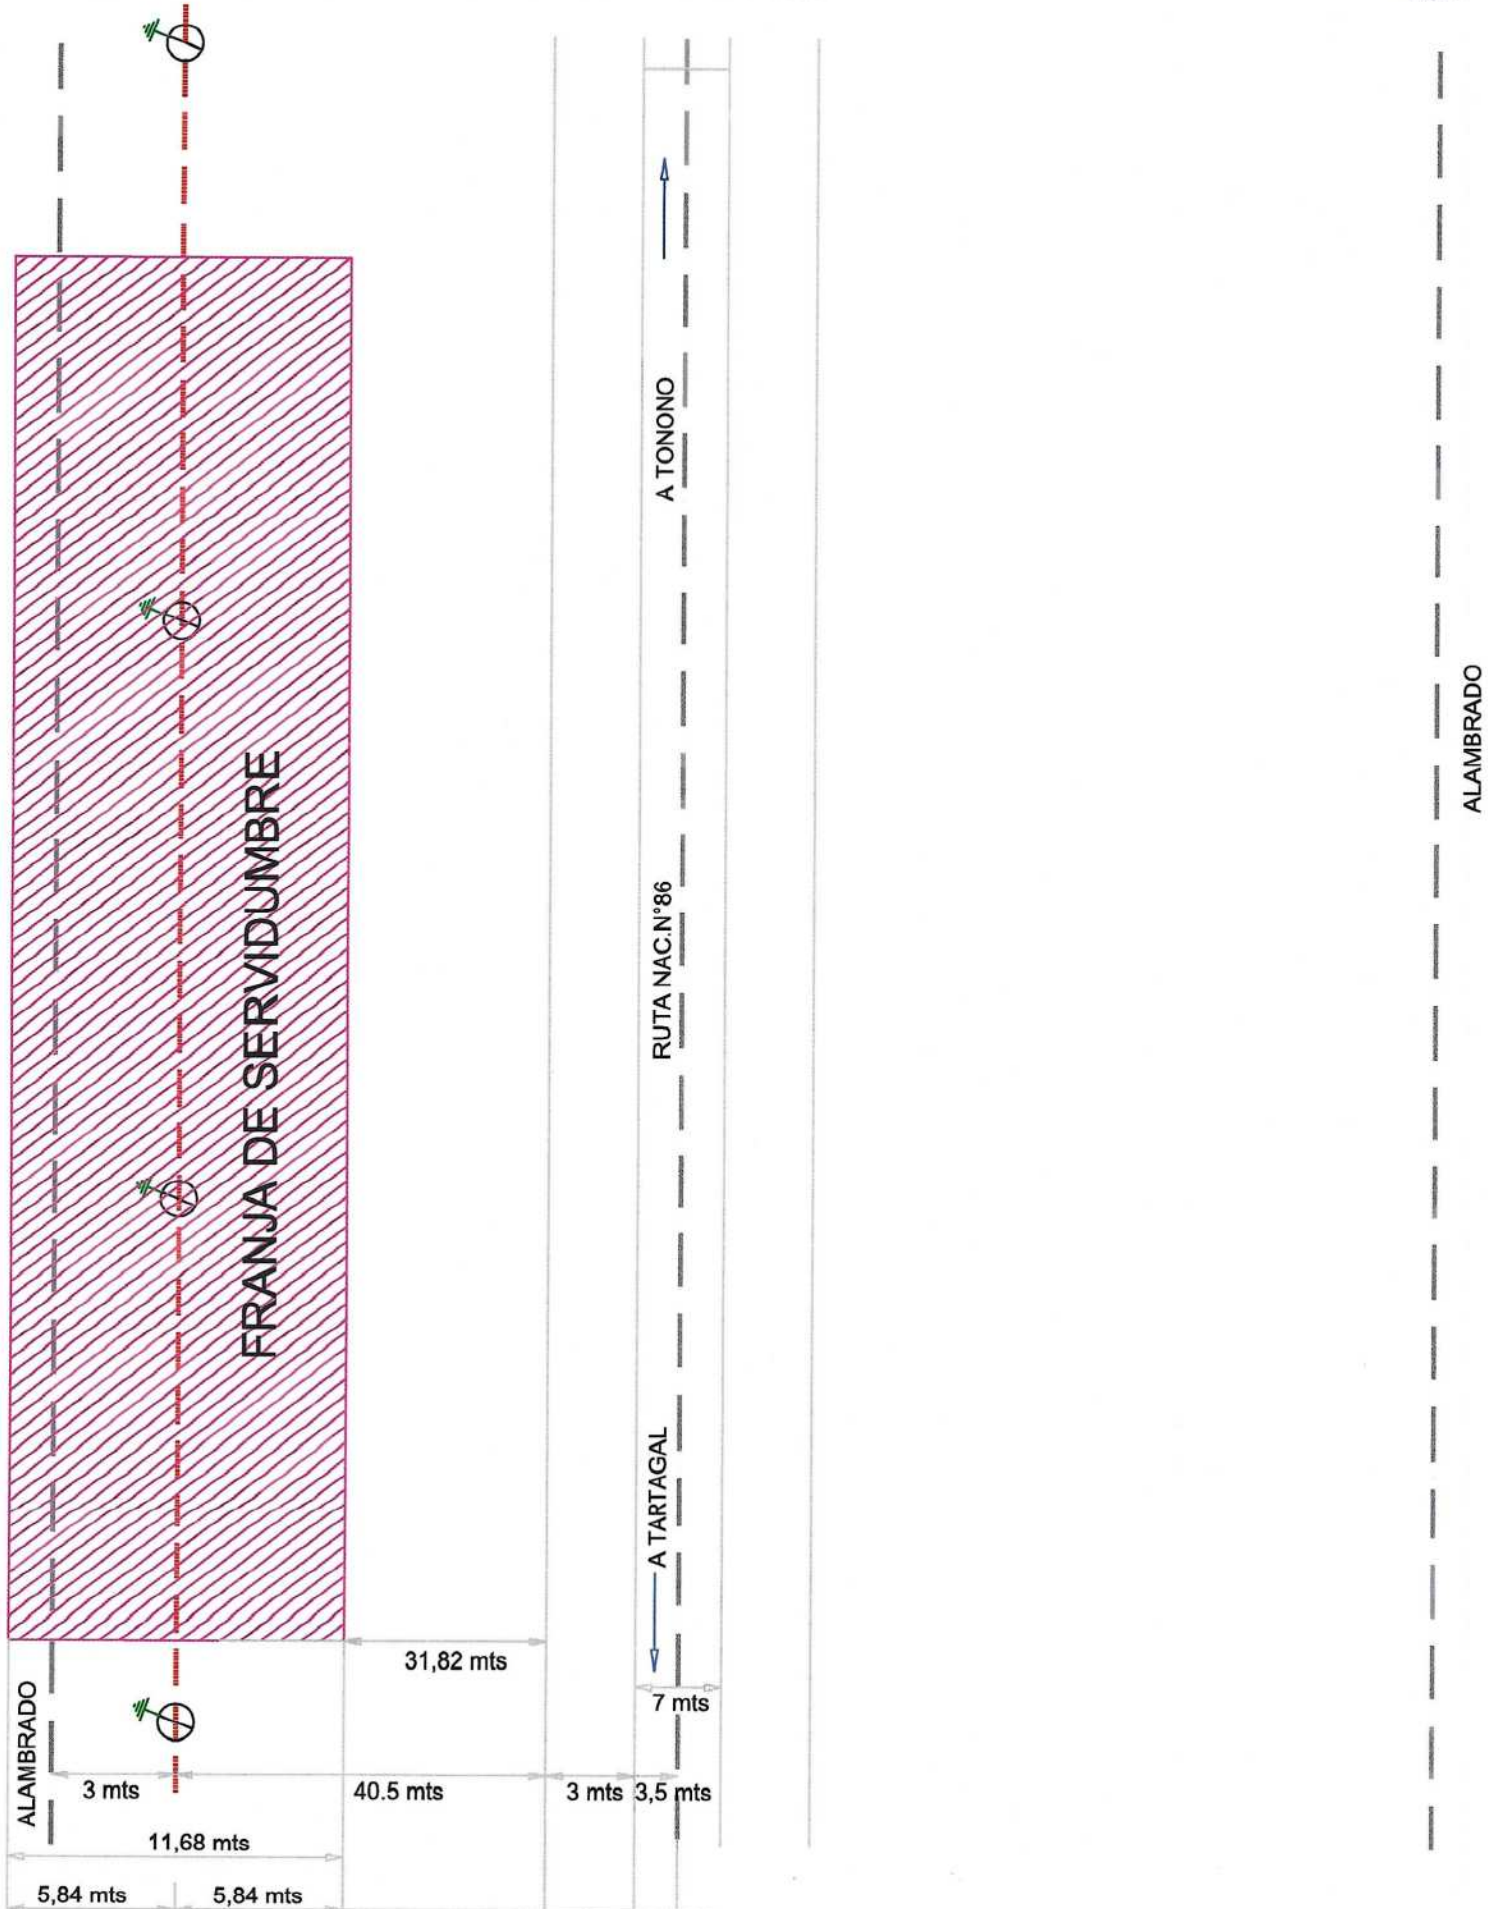 A TONONO
ALAMBRADO
FRANJA DE SERVIDUMBRE
RUTA NAC.N°86
A TARTAGAL
31,82 mts
7 mts
ALAMBRADO
3 mts
40.5 mts
3 mts
3,5 mts
11,68 mts
5,84 mts
5,84 mts